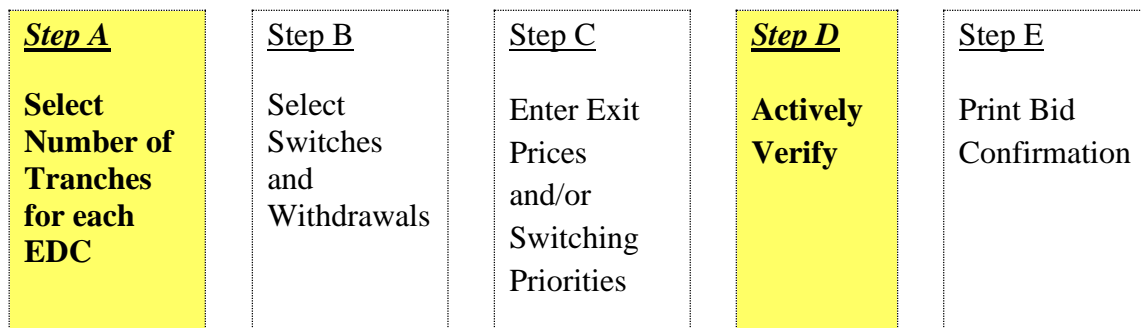 Step A
Select
Number of
Tranches
for each
EDC
Step B
Select
Switches
and
Withdrawals
Step C
Enter Exit
Prices
and/or
Switching
Priorities
Step D
Actively
Verify
Step E
Print Bid
Confirmation